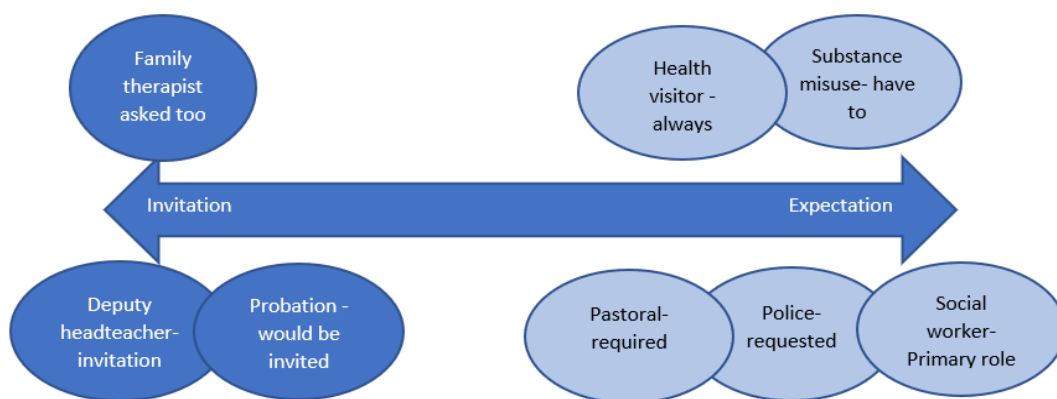 Family
therapist
asked too
Health
visitor -
always
Substance
misuse- have
to
Invitation
Expectation
Deputy
headteacher-
invitation
Probation -
would be
invited
Pastoral-
required
Police-
requested
Social
worker-
Primary role